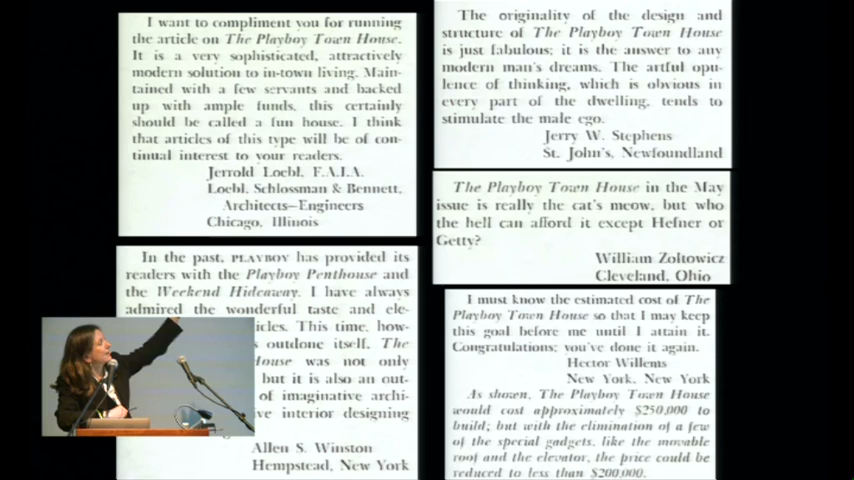 I want to compliment you for running
the article on The Playboy Town House.
It is a very sophisticated, attractively
modern solution to in-town living. Main-
tained with a few servants and backed
up with ample funds, this certainly
should be called a fun house. I think
that articles of this type will be of con-
tinual interest to your readers.
Jerrold Loebl, F.A.I.A.
Loebl, Schlossman & Bennett,
Architects—Engineers
Chicago, Illinois
In the past, PLAYBOY has provided its
readers with the Playboy Penthouse and
the Weekend Hideaway. I have always
admired the wonderful taste and ele-
icles. This time, how-
s outdone itself. The
House was not only
but it is also an out-
of imaginative archi-
ve interior designing
Allen S. Winston
Hempstead, New York
The originality of the design and
structure of The Playboy Town House
is just fabulous; it is the answer to any
modern man's dreams. The artful opu-
lence of thinking, which is obvious in
every part of the dwelling, tends to
stimulate the male ego.
Jerry W. Stephens
St. John's, Newfoundland
The Playboy Town House in the May
issue is really the cat's meow, but who
the hell can afford it except Hefner or
Getty?
William Zoltowicz
Cleveland, Ohio
I must know the estimated cost of The
Playboy Town House so that I may keep
this goal before me until I attain it.
Congratulations; you've done it again.
Hector Willems
New York, New York
As shown, The Playboy Town House
would cost approximately $250,000 to
build; but with the elimination of a few
of the special gadgets, like the movable
roof and the elevator, the price could be
reduced to less than $200,000.